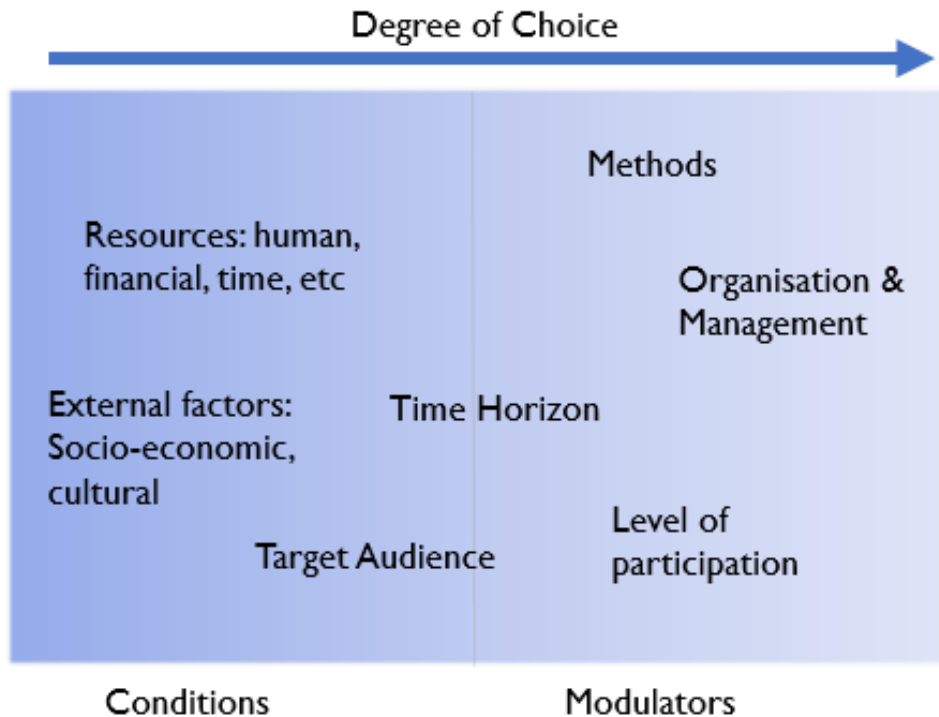 Degree of Choice
Methods
Resources: human,
financial, time, etc
Organisation &
Management
External factors:
Socio-economic,
cultural
Time Horizon
Level of
participation
Target Audience
Conditions
Modulators